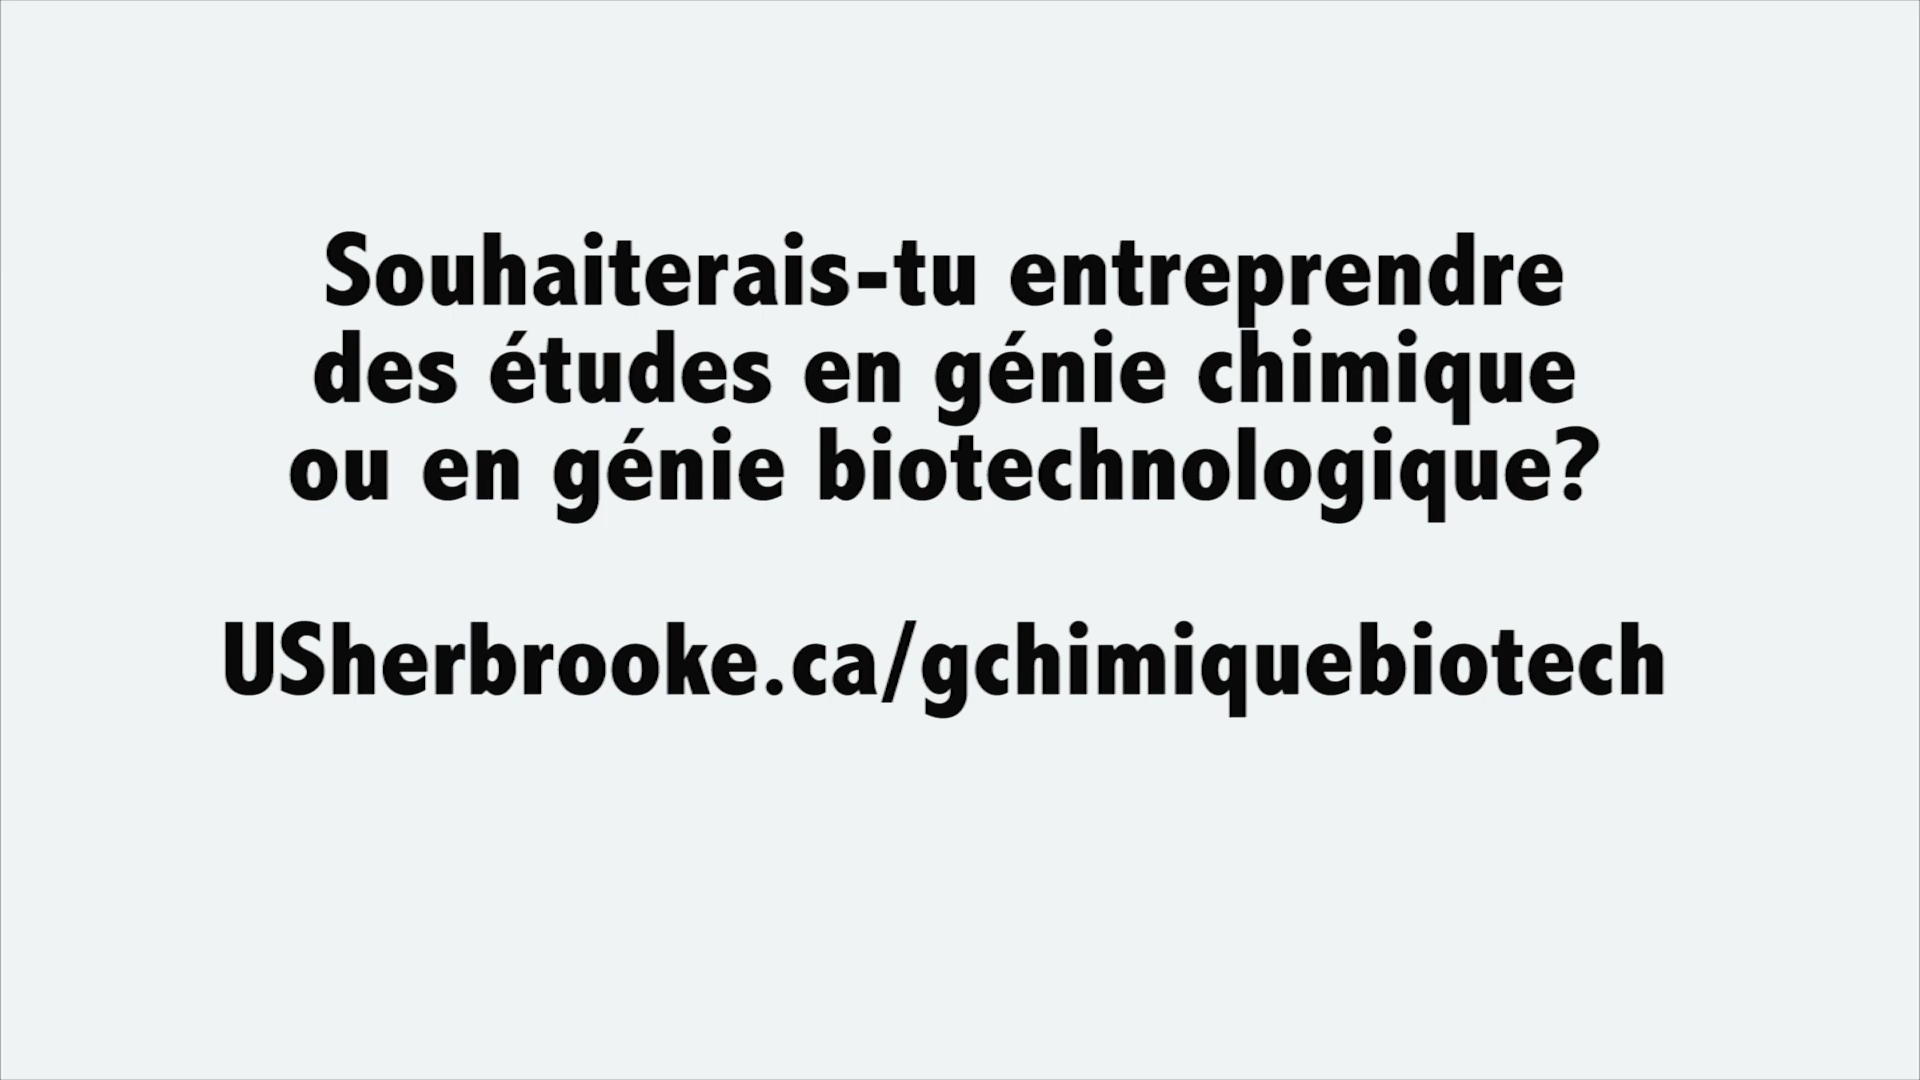 Souhaiterais-tu entreprendre
des études en génie chimique
ou en génie biotechnologique?
USherbrooke.ca/gchimiquebiotech